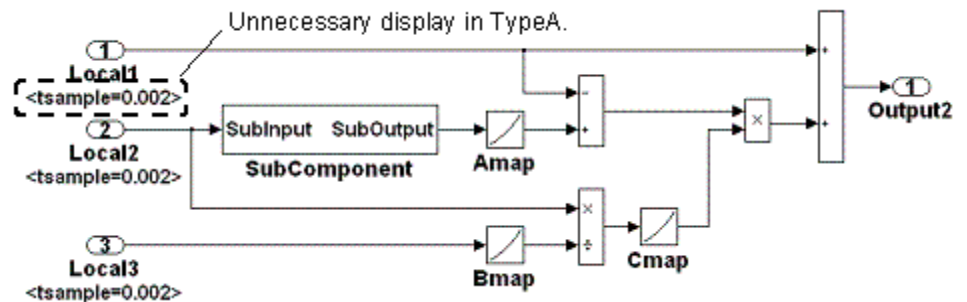 Unnecessary display in TypeA.
1
Local1
<tsample=0.002>
2
Local2
<tsample=0.002>
SubInput SubOutput
SubComponent
Amap
-
+
×
+
+
1
Output2
×
÷
Cmap
3
Local3
<tsample=0.002>
Bmap